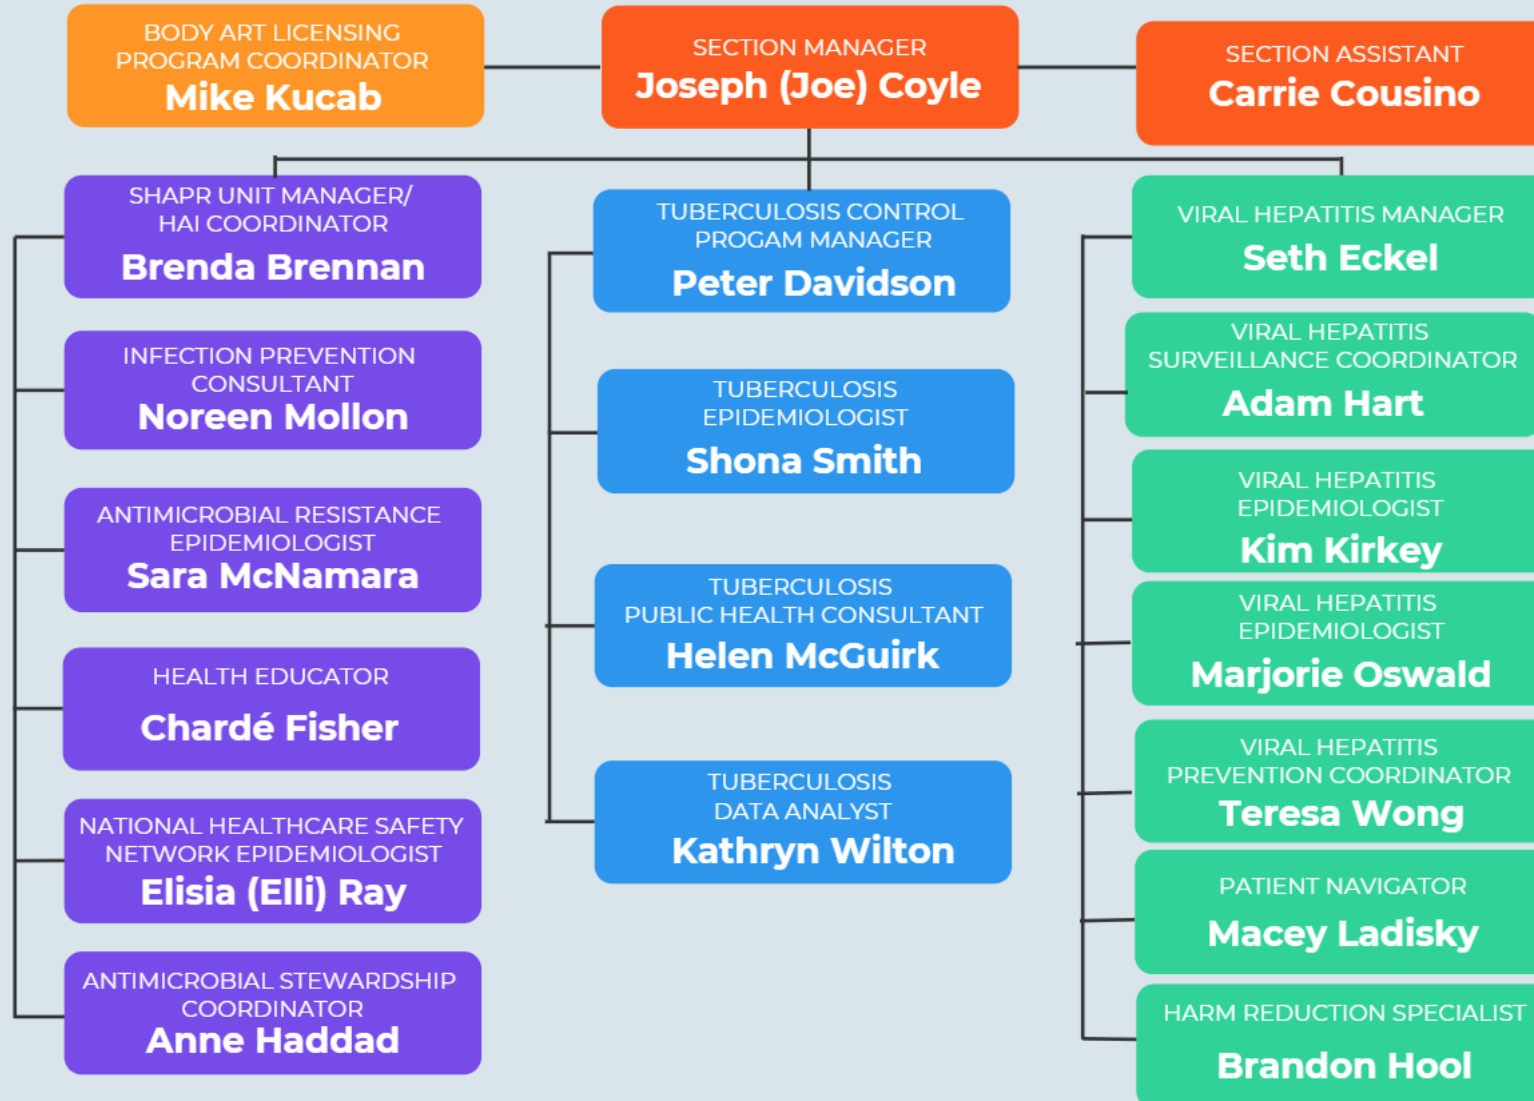 BODY ART LICENSING
PROGRAM COORDINATOR
Mike Kucab
SECTION MANAGER
Joseph (Joe) Coyle
SECTION ASSISTANT
Carrie Cousino
SHAPR UNIT MANAGER/
HAI COORDINATOR
Brenda Brennan
INFECTION PREVENTION
CONSULTANT
Noreen Mollon
ANTIMICROBIAL RESISTANCE
EPIDEMIOLOGIST
Sara McNamara
HEALTH EDUCATOR
Chardé Fisher
NATIONAL HEALTHCARE SAFETY
NETWORK EPIDEMIOLOGIST
Elisia (Elli) Ray
ANTIMICROBIAL STEWARDSHIP
COORDINATOR
Anne Haddad
TUBERCULOSIS CONTROL
PROGAM MANAGER
Peter Davidson
TUBERCULOSIS
EPIDEMIOLOGIST
Shona Smith
TUBERCULOSIS
PUBLIC HEALTH CONSULTANT
Helen McGuirk
TUBERCULOSIS
DATA ANALYST
Kathryn Wilton
VIRAL HEPATITIS MANAGER
Seth Eckel
VIRAL HEPATITIS
SURVEILLANCE COORDINATOR
Adam Hart
VIRAL HEPATITIS
EPIDEMIOLOGIST
Kim Kirkey
VIRAL HEPATITIS
EPIDEMIOLOGIST
Marjorie Oswald
VIRAL HEPATITIS
PREVENTION COORDINATOR
Teresa Wong
PATIENT NAVIGATOR
Macey Ladisky
HARM REDUCTION SPECIALIST
Brandon Hool